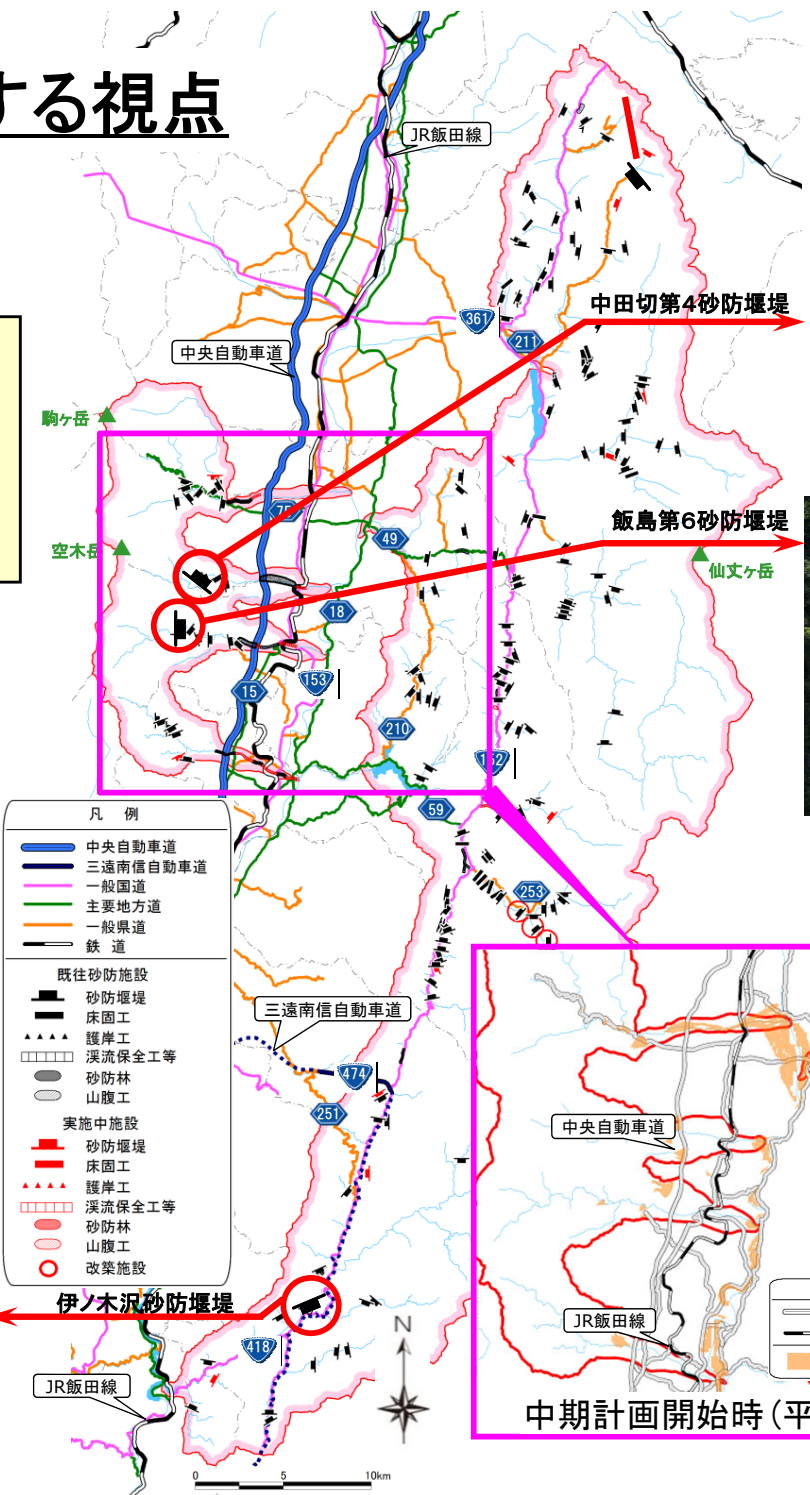 する視点
JR飯田線
中田切第4砂防堰堤
361
211
中央自動車道
駒ヶ岳
75
49
飯島第6砂防堰堤
空木岳
仙丈ヶ岳
18
153
15
210
152
59
253
凡 例
中央自動車道
三遠南信自動車道
一般国道
主要地方道
一般県道
鉄 道
既往砂防施設
砂防堰堤
床固工
護岸工
渓流保全工等
砂防林
山腹工
実施中施設
砂防堰堤
床固工
護岸工
渓流保全工等
砂防林
山腹工
改築施設
三遠南信自動車道
474
251
中央自動車道
伊ノ木沢砂防堰堤
418
N
JR飯田線
JR飯田線
0 5 10km
中期計画開始時(平